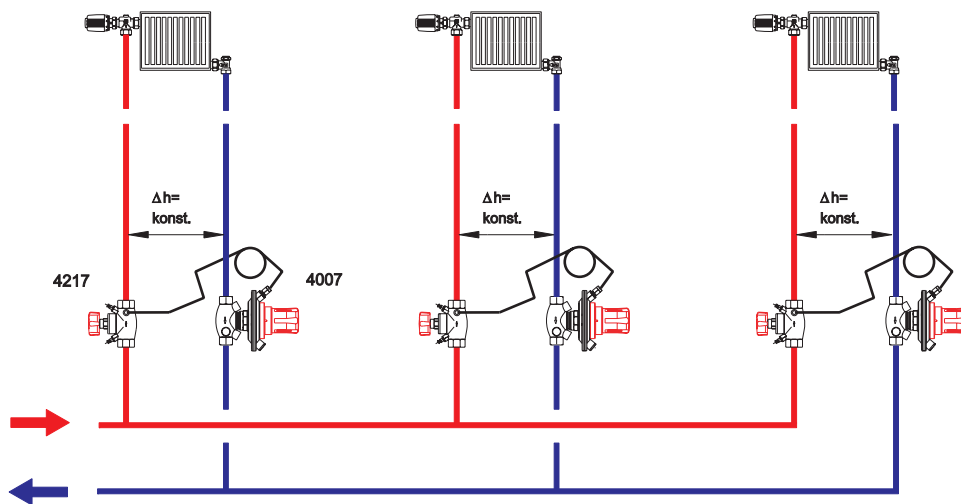 Δh=
konst.
Δh=
konst.
Δh=
konst.
4217
4007